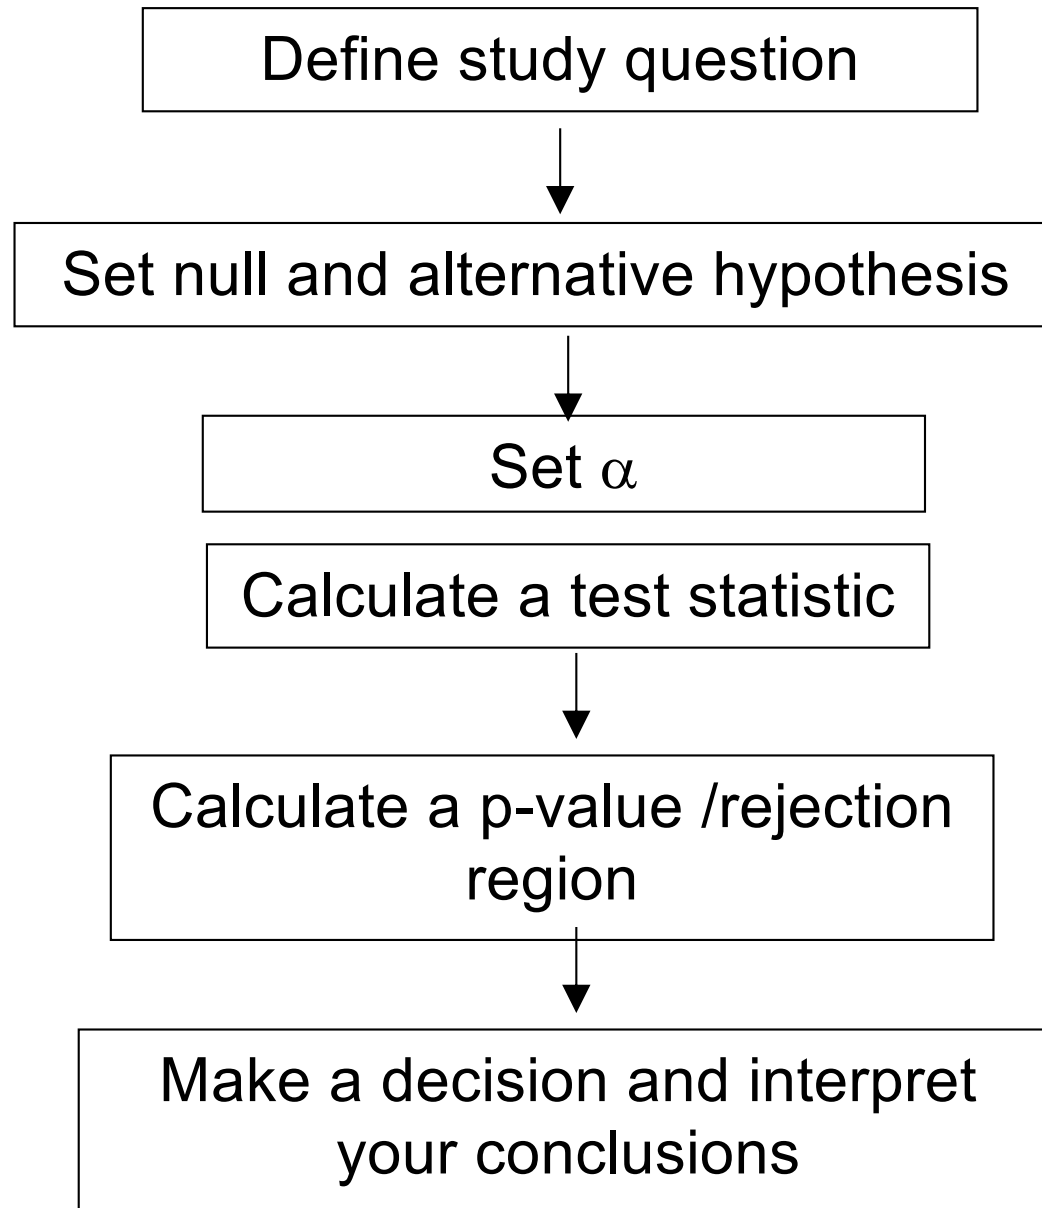 Define study question
Set null and alternative hypothesis
Set α
Calculate a test statistic
Calculate a p-value /rejection
region
Make a decision and interpret
your conclusions